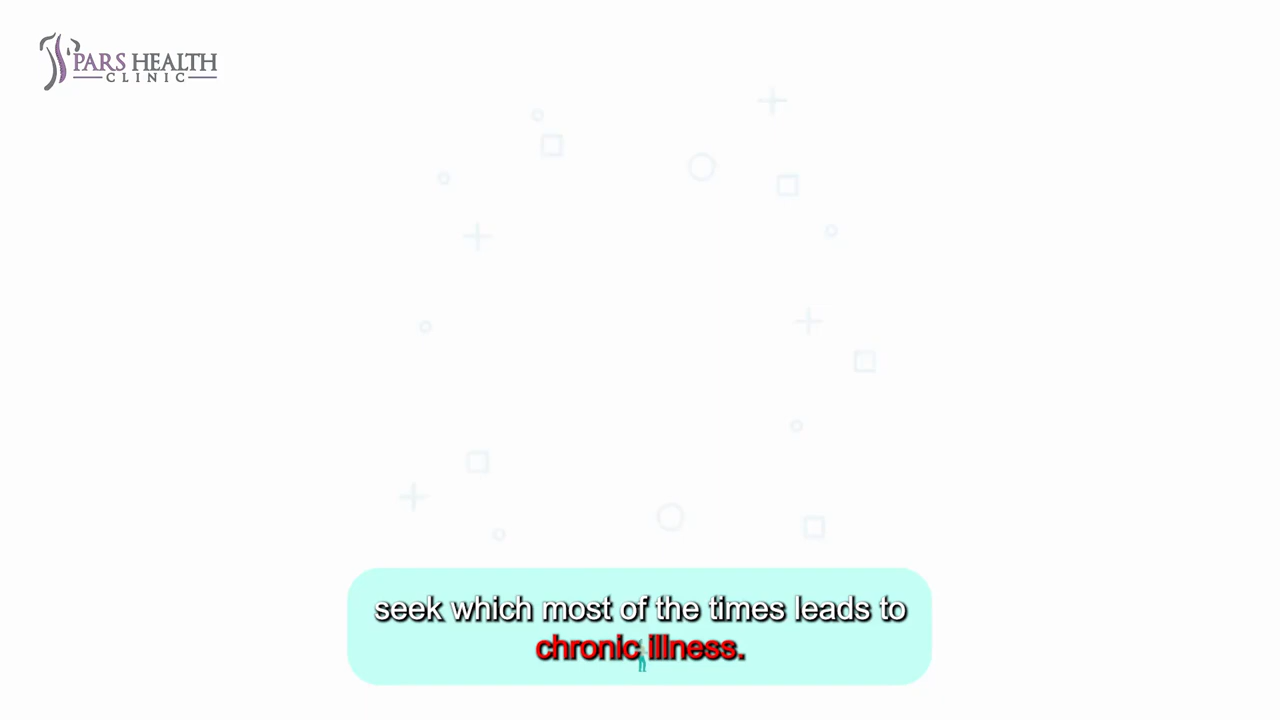 PARS HEALTH
CLINIC
seek which most of the times leads to
chronic illness.